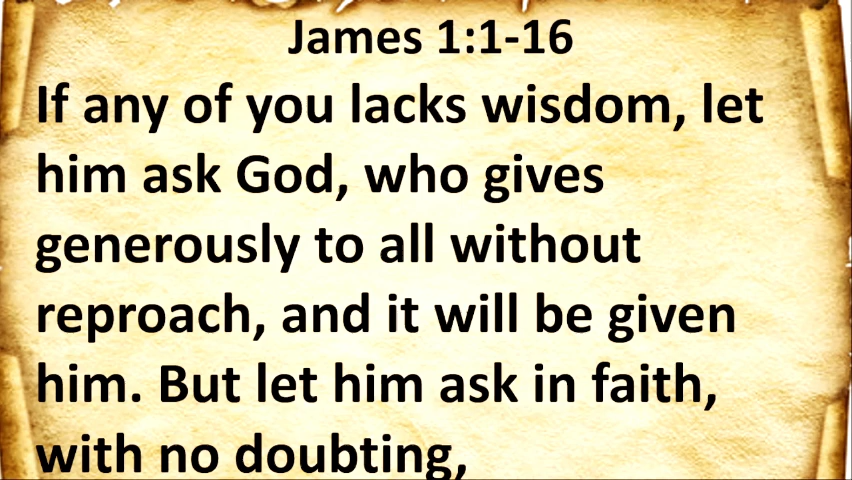 James 1:1-16
If any of you lacks wisdom, let
him ask God, who gives
generously to all without
reproach, and it will be given
him. But let him ask in faith,
with no doubting,